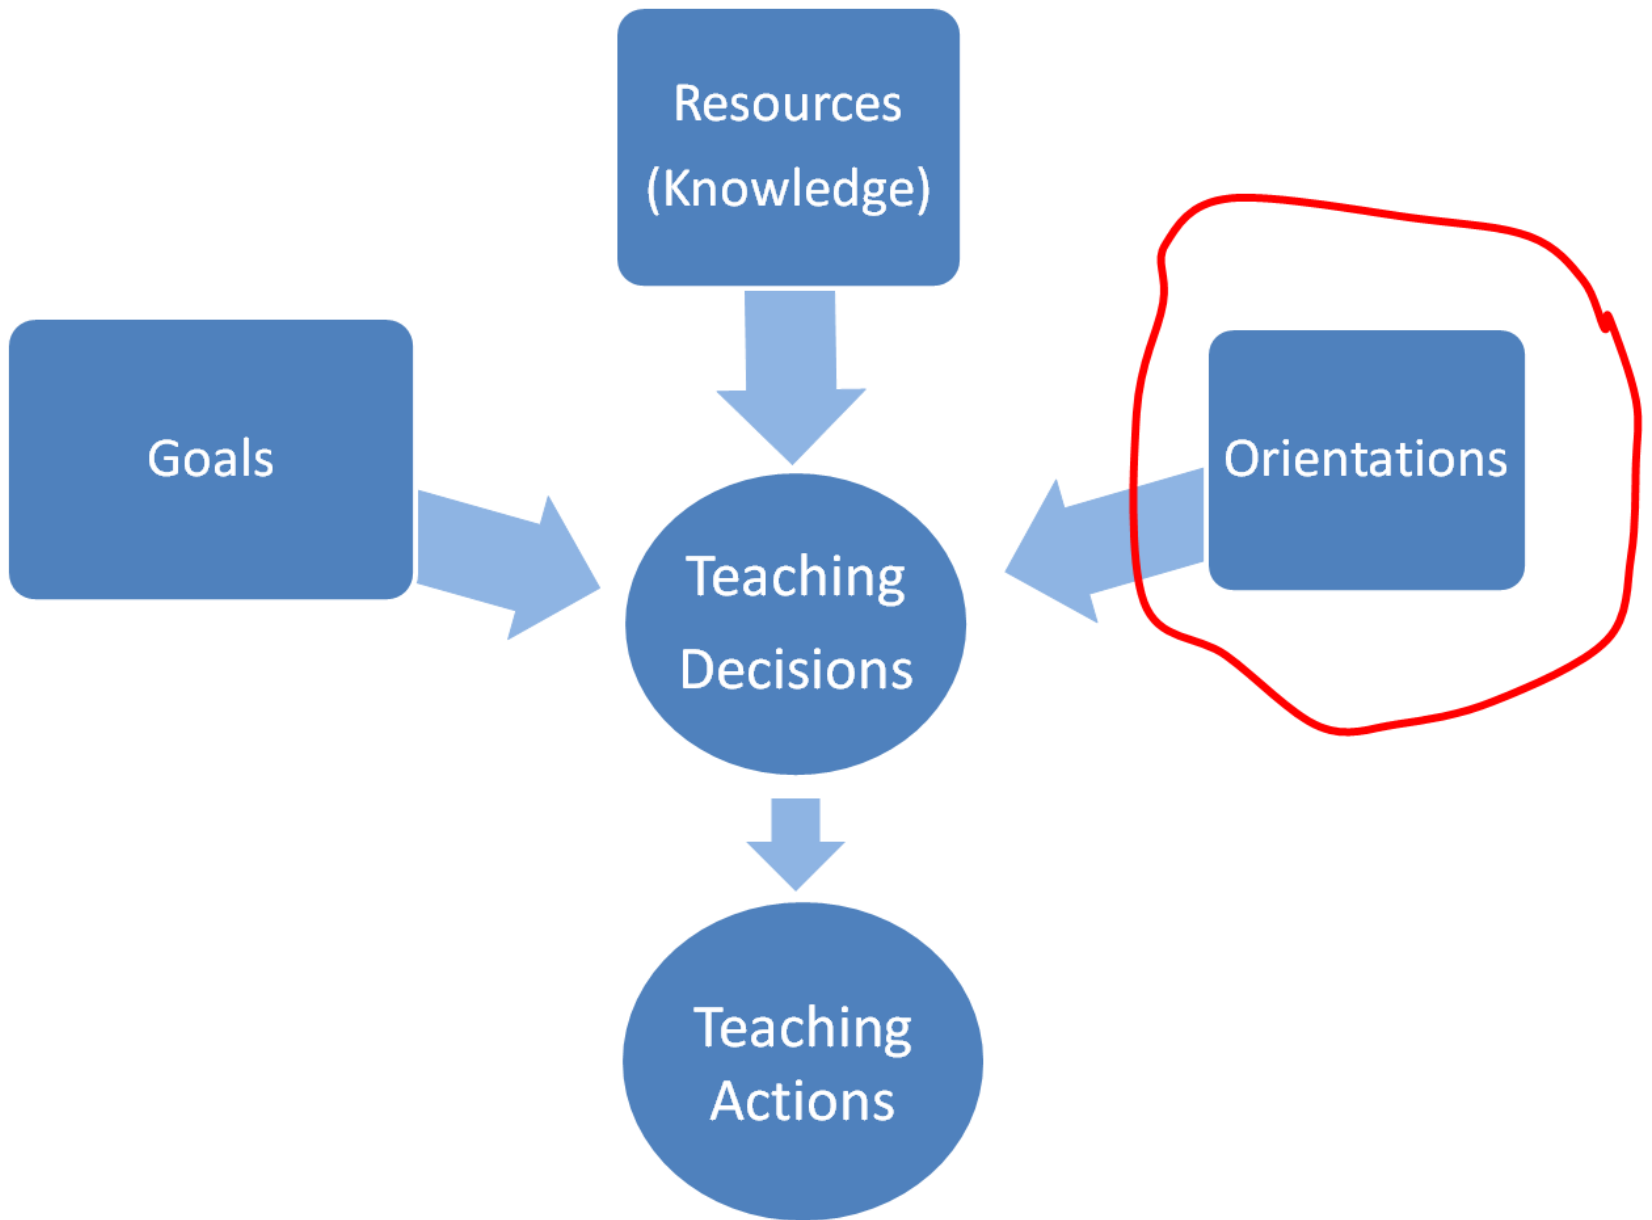 Resources
(Knowledge)
Goals
Orientations
Teaching
Decisions
Teaching
Actions